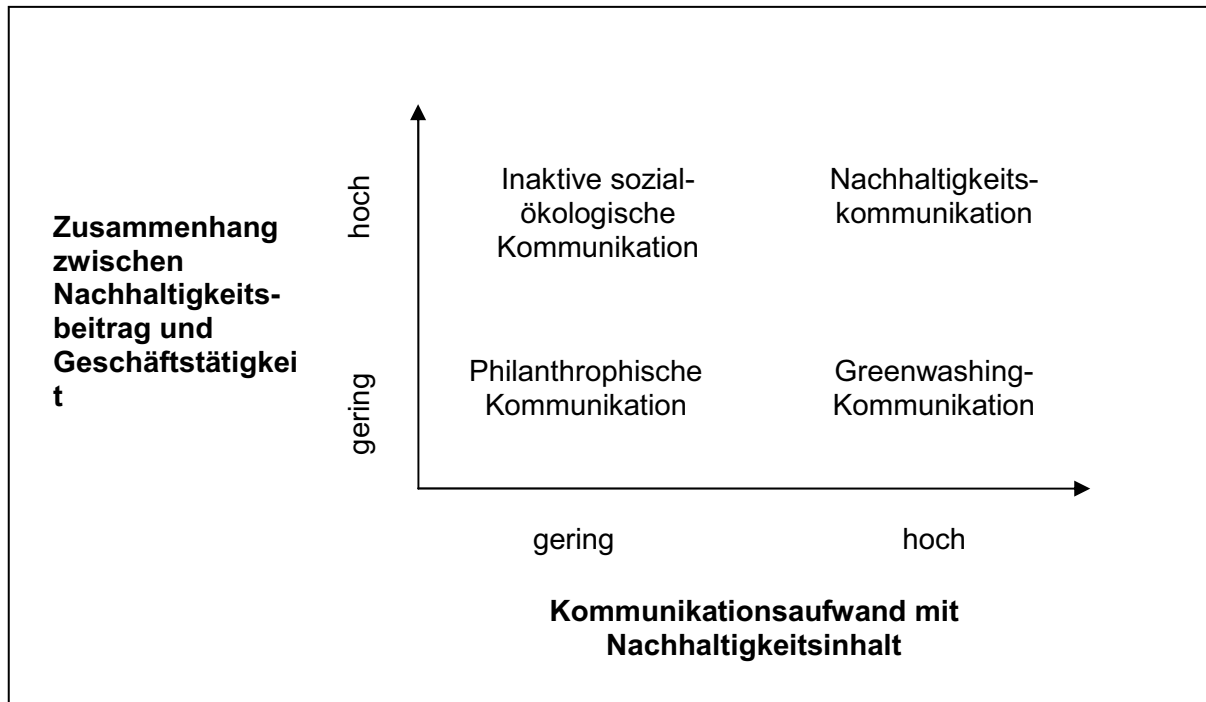 Zusammenhang
zwischen
Nachhaltigkeits-
beitrag und
Geschäftstätigkei
t
hoch
gering
Inaktive sozial-
ökologische
Kommunikation
Nachhaltigkeits-
kommunikation
Philanthrophische
Kommunikation
Greenwashing-
Kommunikation
gering
hoch
Kommunikationsaufwand mit
Nachhaltigkeitsinhalt